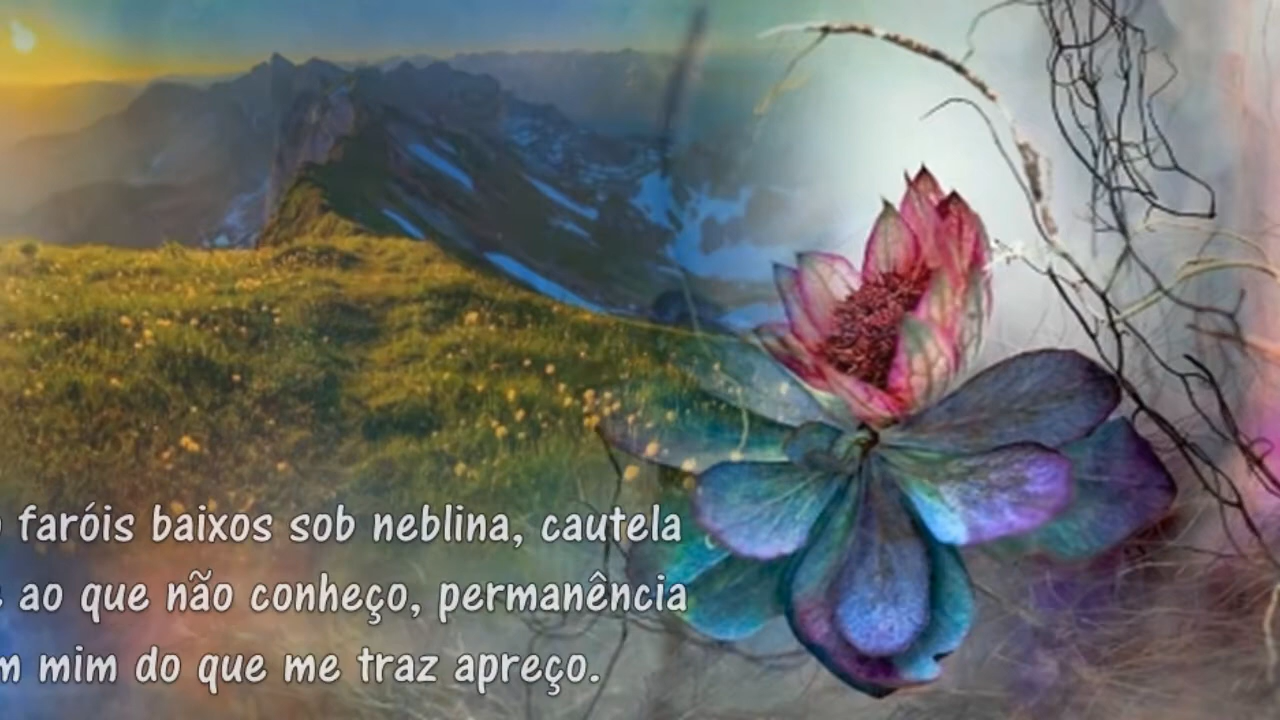 faróis baixos sob neblina, cautela
ao que não conheço, permanência
mim do que me traz apreço.